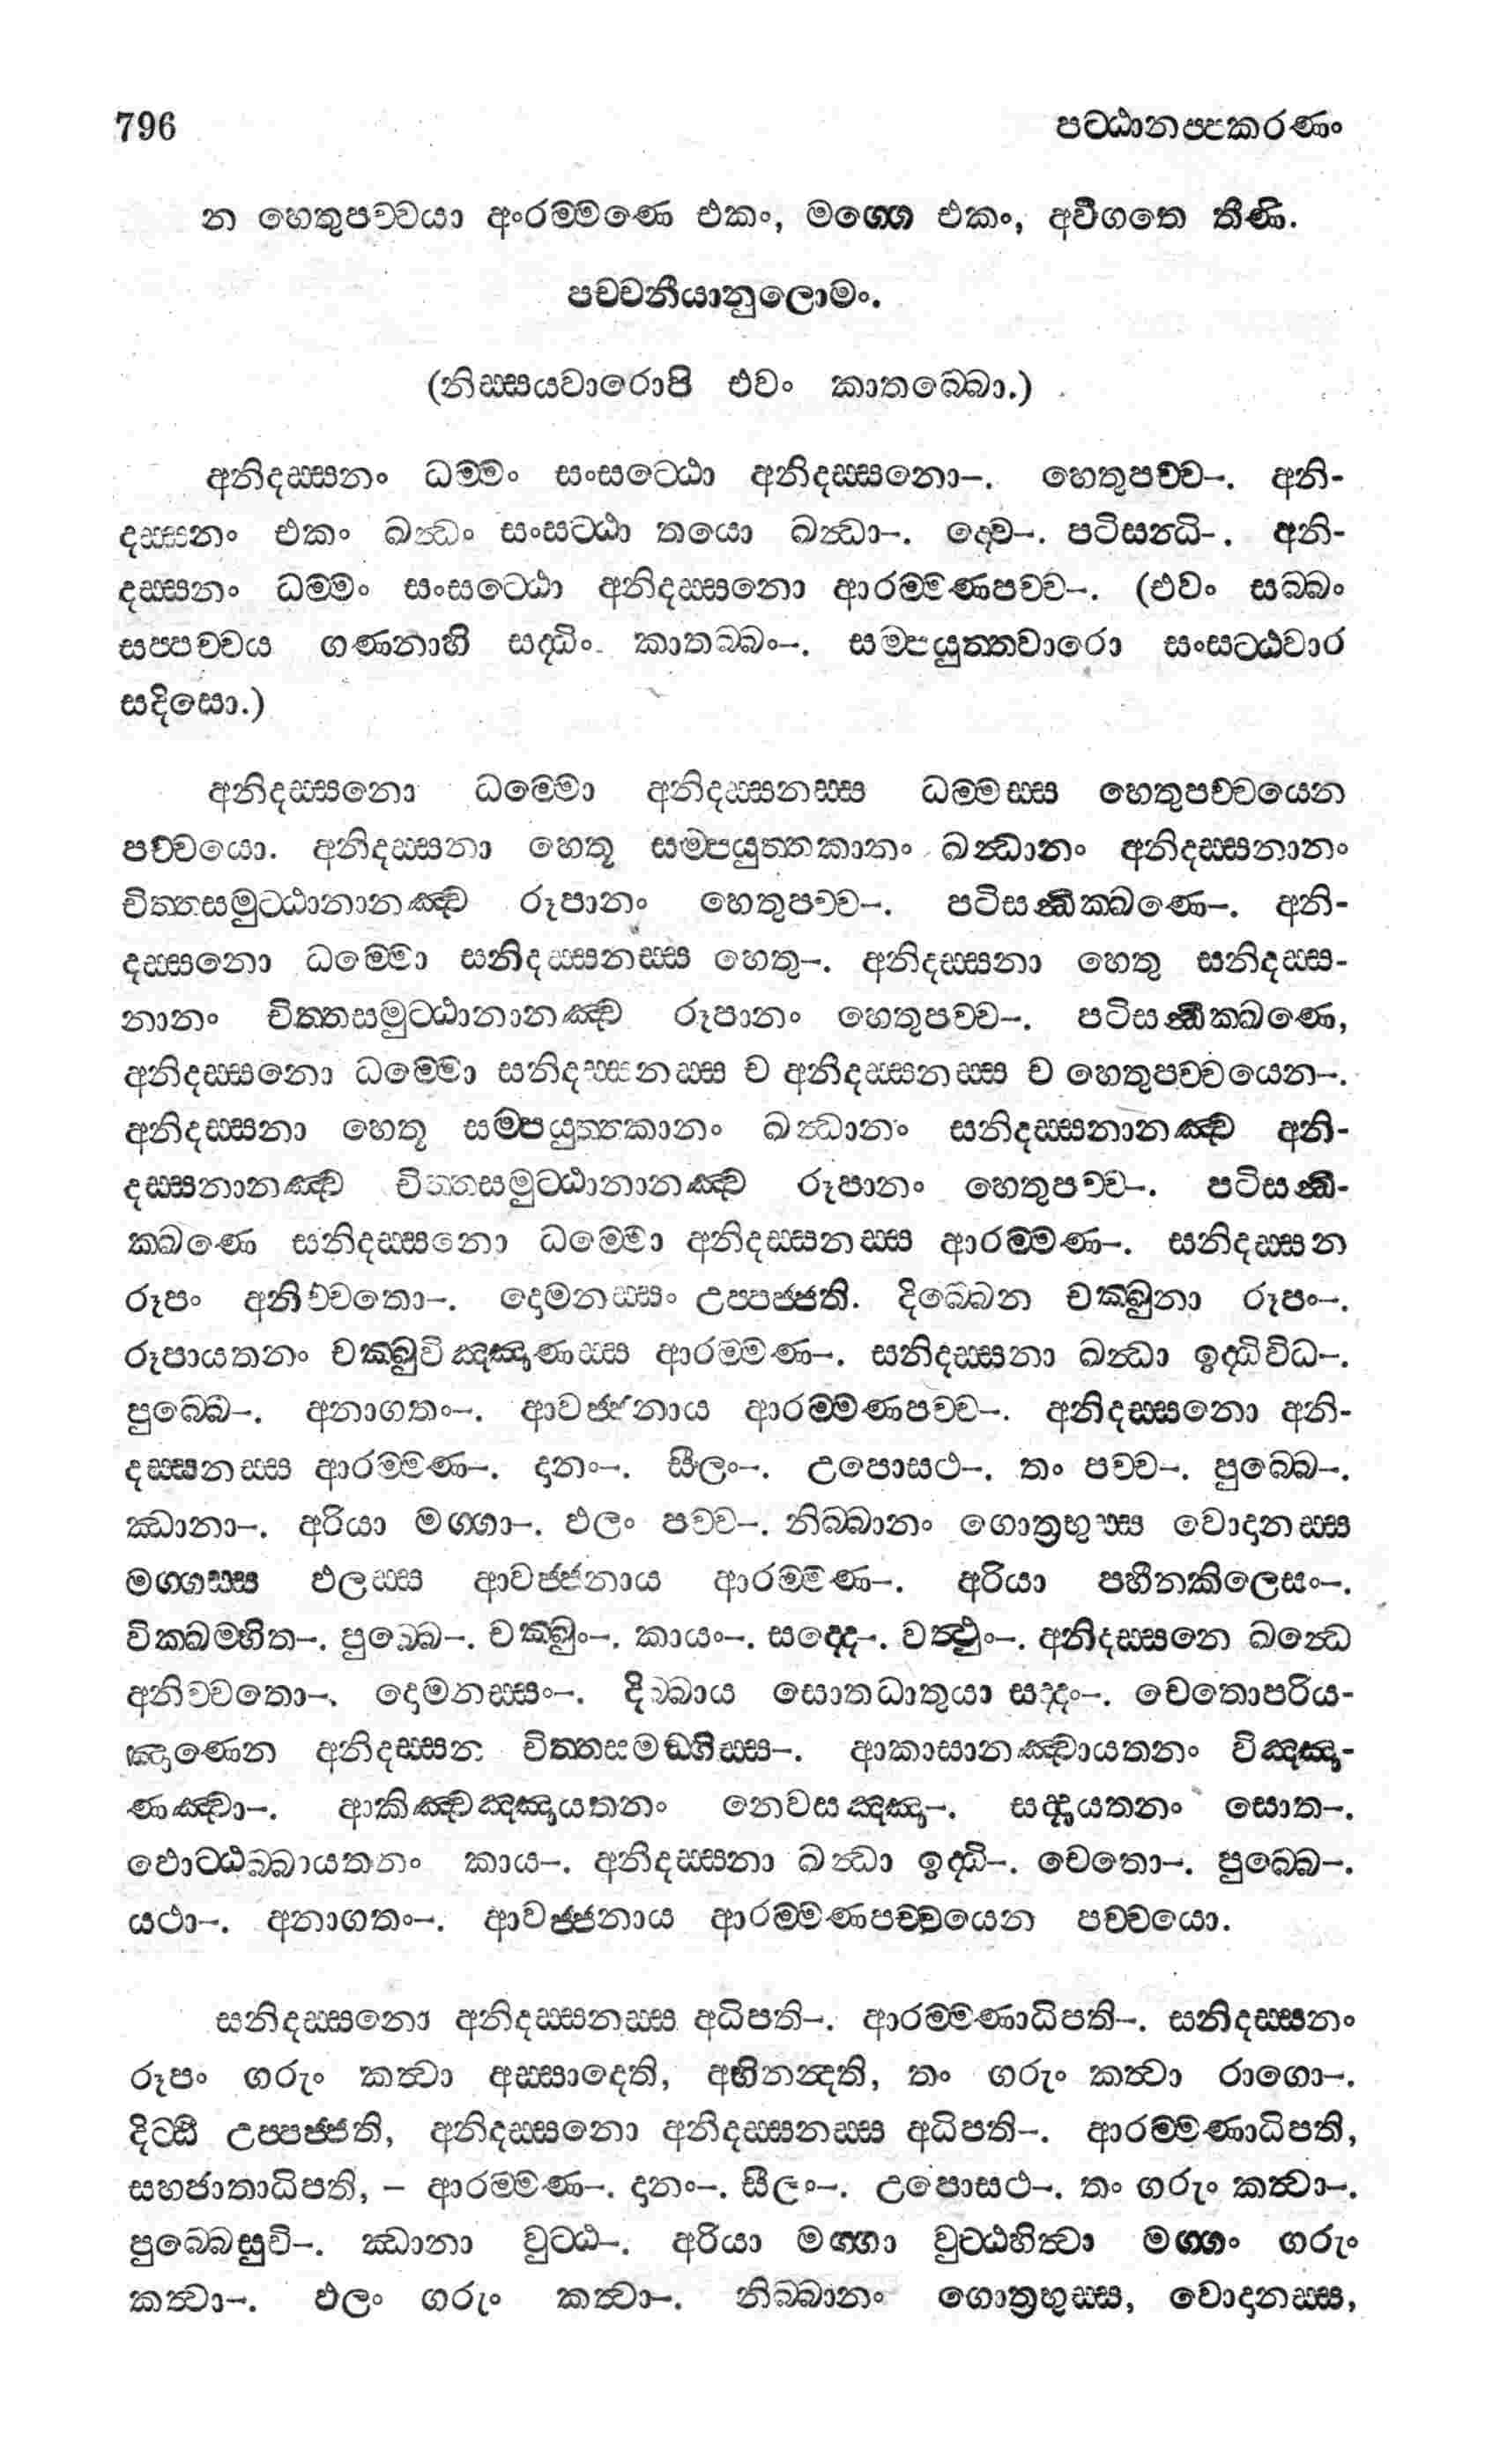 796 පට්ඨානප්පකරණං
න හෙතුපච්චයා අංරම්මණෙ එකං, මග්ගෙ එකං, අවිගතෙ තීණි.
පච්චනීයානුලොමං.
(නිස්සයවාරොපි එවං කාතබ්බො.)
අනිදස්සනං ධම්මං සංසට්ඨො අනිදස්සනො–. හෙතුපච්ච–. අනි-
දස්සනං එකං ඛන්ධං සංසට්ඨා තයො ඛන්ධා–. ද්වෙ–. පටිසන්ධි–. අනි-
දස්සනං ධම්මං සංසට්ඨො අනිදස්සනො ආරම්මණපච්ච–. (එවං සබ්බං
සප්පච්චය ගණනාහි සද්ධිං කාතබ්බං–. සම්පයුත්තවාරො සංසට්ඨවාර
සදිසො.)
අනිදස්සනො ධම්මො අනිදස්සනස්ස ධම්මස්ස හෙතුපච්චයෙන
පච්චයො. අනිදස්සනා හෙතූ සම්පයුත්තකානං ඛන්ධානං අනිදස්සනානං
චිත්තසමුට්ඨානානඤ්ච රූපානං හෙතුපච්ච–. පටිසන්ධික්ඛණෙ–. අනි-
දස්සනො ධම්මො සනිදස්සනස්ස හෙතු–. අනිදස්සනා හෙතු සනිදස්ස-
නානං චිත්තසමුට්ඨානානඤ්ච රූපානං හෙතුපච්ච–. පටිසන්ධික්ඛණෙ,
අනිදස්සනො ධම්මො සනිදස්සනස්ස ච අනිදස්සනස්ස ච හෙතුපච්චයෙන–.
අනිදස්සනා හෙතූ සම්පයුත්තකානං ඛන්ධානං සනිදස්සනානඤ්ච අනි-
දස්සනානඤ්ච චිත්තසමුට්ඨානානඤ්ච රූපානං හෙතුපච්ච–. පටිසන්ධි-
ක්ඛණෙ සනිදස්සනො ධම්මො අනිදස්සනස්ස ආරම්මණ–. සනිදස්සන
රූපං අනිච්චතො–. දොමනස්සං උප්පජ්ජති. දිබ්බෙන චක්ඛුනා රූපං–.
රූපායතනං චක්ඛුවිඤ්ඤාණස්ස ආරම්මණ–. සනිදස්සනා ඛන්ධා ඉද්ධිවිධ–.
පුබ්බෙ–. අනාගතං–. ආවජ්ජනාය ආරම්මණපච්ච–. අනිදස්සනො අනි-
දස්සනස්ස ආරම්මණ–. දානං–. සීලං–. උපොසථ–. තං පච්ච–. පුබ්බෙ–.
ඣානා–. අරියා මග්ගා–. ඵලං පච්ච–. නිබ්බානං ගොත්‍රභුස්ස වොදානස්ස
මග්ගස්ස ඵලස්ස ආවජ්ජනාය ආරම්මණ–. අරියා පහීනකිලෙසං–.
වික්ඛම්භිත–. පුබ්බෙ–. චක්ඛුං–. කායං–. සද්දෙ–. වත්ථුං–. අනිදස්සනෙ ඛන්ධෙ
අනිච්චතො–. දොමනස්සං–. දිබ්බාය සොතධාතුයා සද්දං–. චෙතොපරිය-
ඤාණෙන අනිදස්සන චිත්තසමඞ්ගිස්ස–. ආකාසානඤ්චායතනං විඤ්ඤා-
ණඤ්චා–. ආකිඤ්චඤ්ඤායතනං නෙවසඤ්ඤා–. සද්දායතනං සොත–.
ඵොට්ඨබ්බායතනං කාය–. අනිදස්සනා ඛන්ධා ඉද්ධි–. චෙතො–. පුබ්බෙ–.
යථා–. අනාගතං–. ආවජ්ජනාය ආරම්මණපච්චයෙන පච්චයො.
සනිදස්සනො අනිදස්සනස්ස අධිපති–. ආරම්මණාධිපති–. සනිදස්සනං
රූපං ගරුං කත්වා අස්සාදෙති, අභිනන්දති, තං ගරුං කත්වා රාගො–.
දිට්ඨි උප්පජ්ජති, අනිදස්සනො අනිදස්සනස්ස අධිපති–. ආරම්මණාධිපති,
සහජාතාධිපති, – ආරම්මණ–. දානං–. සීලං–. උපොසථ–. තං ගරුං කත්වා–.
පුබ්බෙසුචි–. ඣානා වුට්ඨ–. අරියා මග්ගා වුට්ඨහිත්වා මග්ගං ගරුං
කත්වා–. ඵලං ගරුං කත්වා–. නිබ්බානං ගොත්‍රභුස්ස, වොදානස්ස,